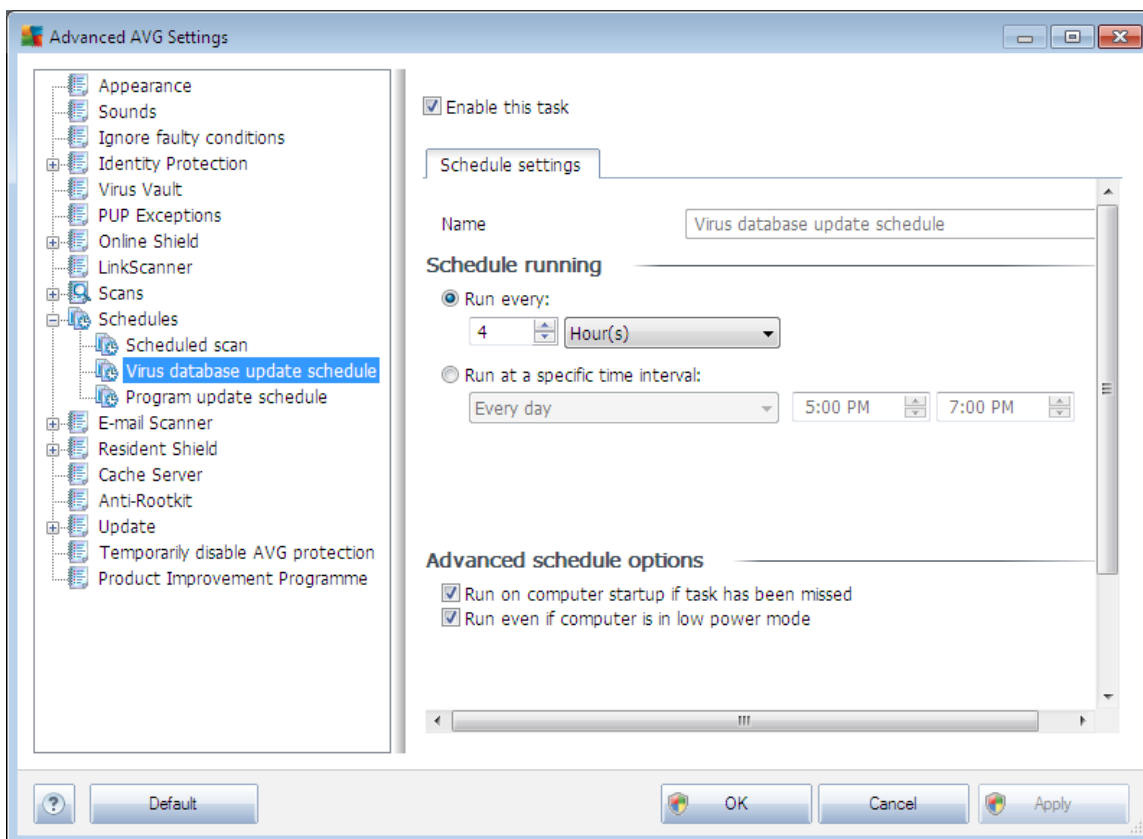 Advanced AVG Settings
Appearance
Sounds
Ignore faulty conditions
Identity Protection
Virus Vault
PUP Exceptions
Online Shield
LinkScanner
Scans
Schedules
Scheduled scan
Virus database update schedule
Program update schedule
E-mail Scanner
Resident Shield
Cache Server
Anti-Rootkit
Update
Temporarily disable AVG protection
Product Improvement Programme
Enable this task
Schedule settings
Name Virus database update schedule
Schedule running
Run every:
4 Hour(s)
Run at a specific time interval:
Every day 5:00 PM 7:00 PM
Advanced schedule options
Run on computer startup if task has been missed
Run even if computer is in low power mode
? Default OK Cancel Apply